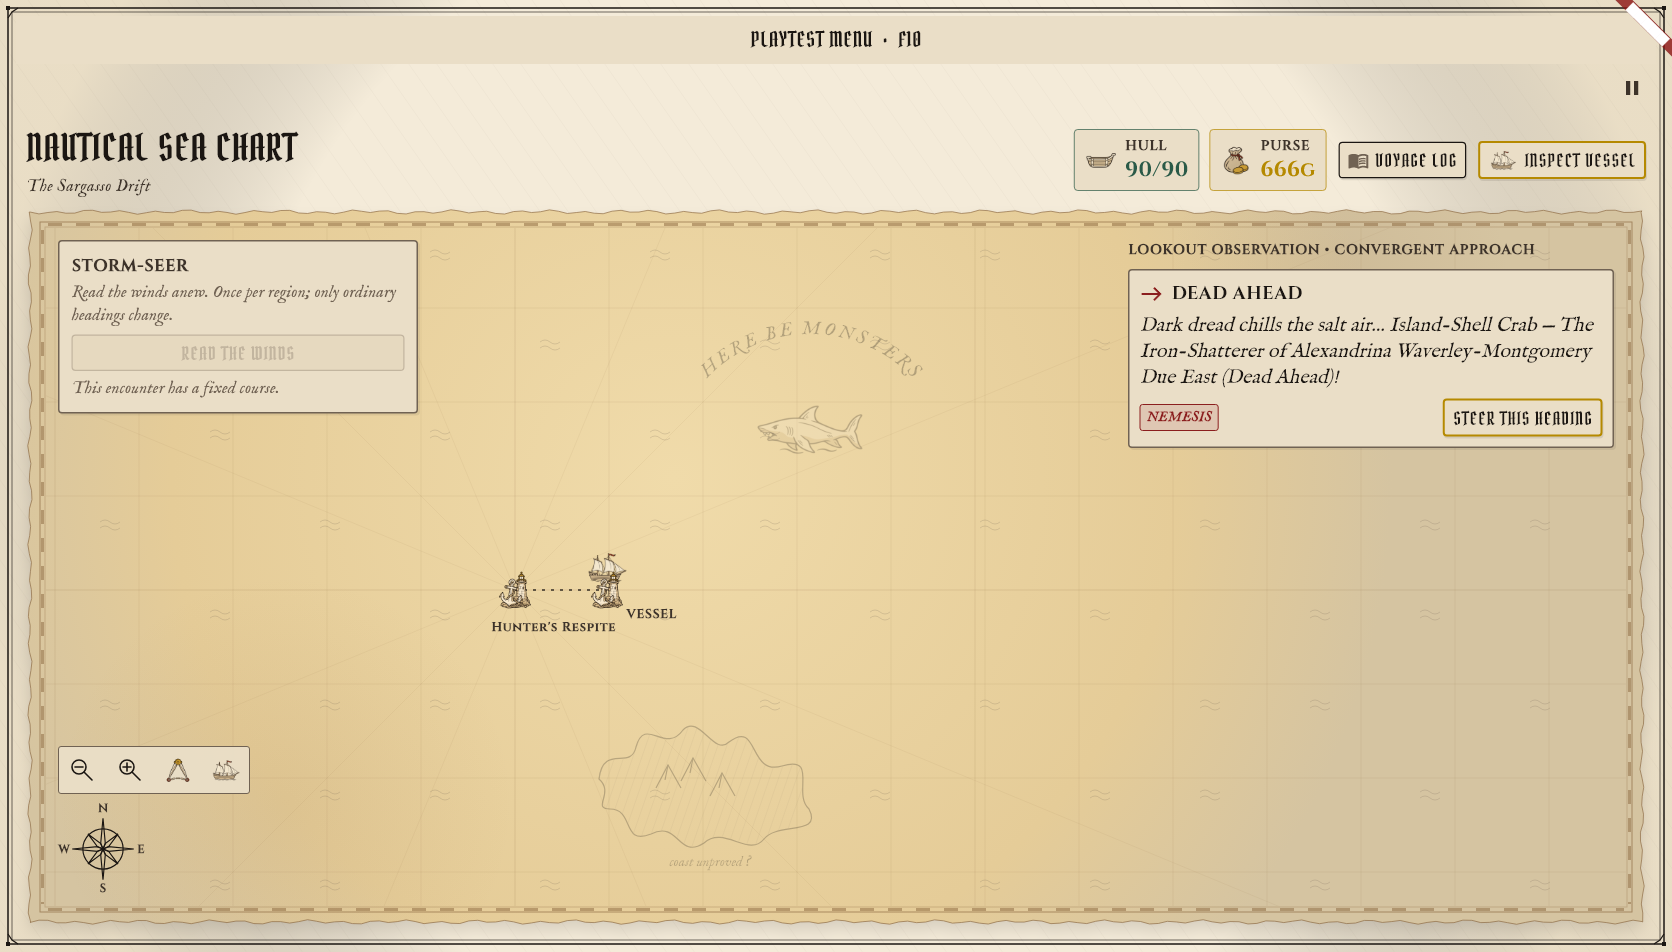 PLAYTEST MENU · F10
NAUTICAL SEA CHART
The Sargasso Drift
HULL
90/90
PURSE
666G
VOYAGE LOG
INSPECT VESSEL
STORM-SEER
Read the winds anew. Once per region; only ordinary
headings change.
READ THE WINDS
This encounter has a fixed course.
LOOKOUT OBSERVATION • CONVERGENT APPROACH
→ DEAD AHEAD
Dark dread chills the salt air... Island-Shell Crab — The
Iron-Shatterer of Alexandrina Waverley-Montgomery
Due East (Dead Ahead)!
NEMESIS
STEER THIS HEADING
HERE BE MONSTERS
VESSEL
HUNTER'S RESPITE
coast unproved?
N
W
E
S